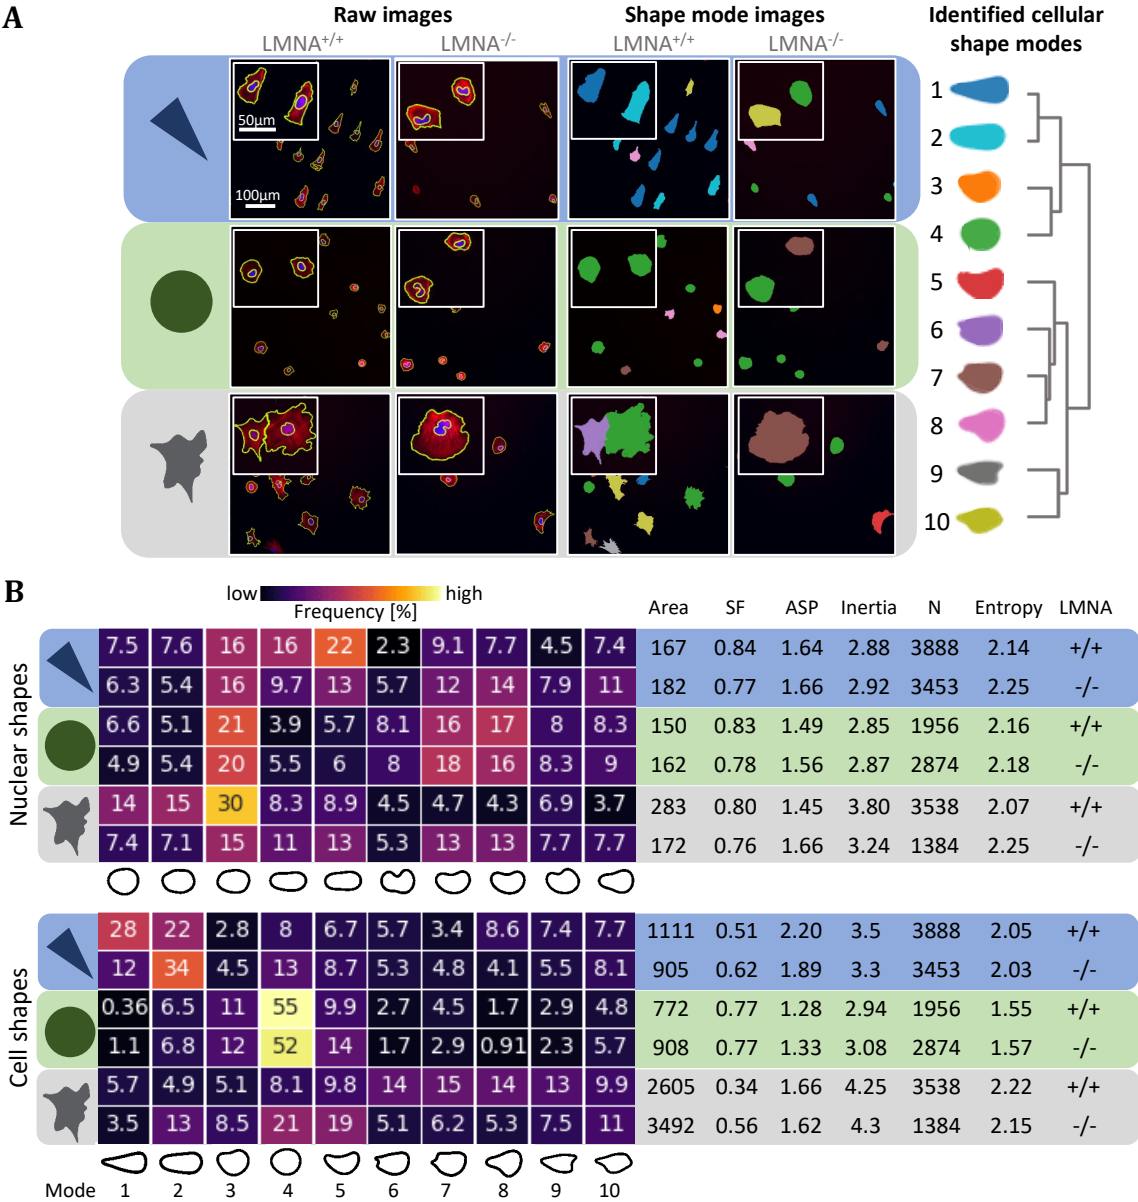 A
Raw images
Shape mode images
Identified cellular
shape modes
LMNA+/+
LMNA-/-
LMNA+/+
LMNA-/-
50µm
100µm
1
2
3
4
5
6
7
8
9
10
B
low
high
Frequency [%]
Area SF ASP Inertia N Entropy LMNA
Nuclear shapes
7.5 7.6 16 16 22 2.3 9.1 7.7 4.5 7.4 167 0.84 1.64 2.88 3888 2.14 +/+
6.3 5.4 16 9.7 13 5.7 12 14 7.9 11 182 0.77 1.66 2.92 3453 2.25 -/-
6.6 5.1 21 3.9 5.7 8.1 16 17 8 8.3 150 0.83 1.49 2.85 1956 2.16 +/+
4.9 5.4 20 5.5 6 8 18 16 8.3 9 162 0.78 1.56 2.87 2874 2.18 -/-
14 15 30 8.3 8.9 4.5 4.7 4.3 6.9 3.7 283 0.80 1.45 3.80 3538 2.07 +/+
7.4 7.1 15 11 13 5.3 13 13 7.7 7.7 172 0.76 1.66 3.24 1384 2.25 -/-
Cell shapes
28 22 2.8 8 6.7 5.7 3.4 8.6 7.4 7.7 1111 0.51 2.20 3.5 3888 2.05 +/+
12 34 4.5 13 8.7 5.3 4.8 4.1 5.5 8.1 905 0.62 1.89 3.3 3453 2.03 -/-
0.36 6.5 11 55 9.9 2.7 4.5 1.7 2.9 4.8 772 0.77 1.28 2.94 1956 1.55 +/+
1.1 6.8 12 52 14 1.7 2.9 0.91 2.3 5.7 908 0.77 1.33 3.08 2874 1.57 -/-
5.7 4.9 5.1 8.1 9.8 14 15 14 13 9.9 2605 0.34 1.66 4.25 3538 2.22 +/+
3.5 13 8.5 21 19 5.1 6.2 5.3 7.5 11 3492 0.56 1.62 4.3 1384 2.15 -/-
Mode 1 2 3 4 5 6 7 8 9 10